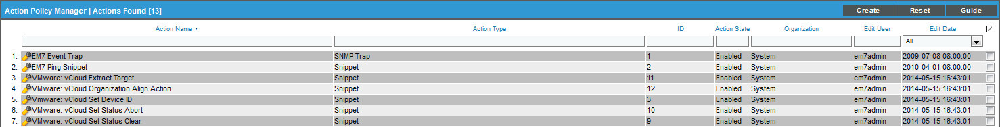 Action Policy Manager | Actions Found [13] Create Reset Guide
Action Name • Action Type ID Action State Organization Edit User Edit Date
All
1. EM7 Event Trap SNMP Trap 1 Enabled System em7admin 2009-07-08 08:00:00
2. EM7 Ping Snippet Snippet 2 Enabled System em7admin 2010-04-01 08:00:00
3. VMware: vCloud Extract Target Snippet 11 Enabled System em7admin 2014-05-15 16:43:01
4. VMware: vCloud Organization Align Action Snippet 12 Enabled System em7admin 2014-05-15 16:43:01
5. Vmware: vCloud Set Device ID Snippet 3 Enabled System em7admin 2014-05-15 16:43:01
6. VMware: vCloud Set Status Abort Snippet 10 Enabled System em7admin 2014-05-15 16:43:01
7. VMware: vCloud Set Status Clear Snippet 9 Enabled System em7admin 2014-05-15 16:43:01